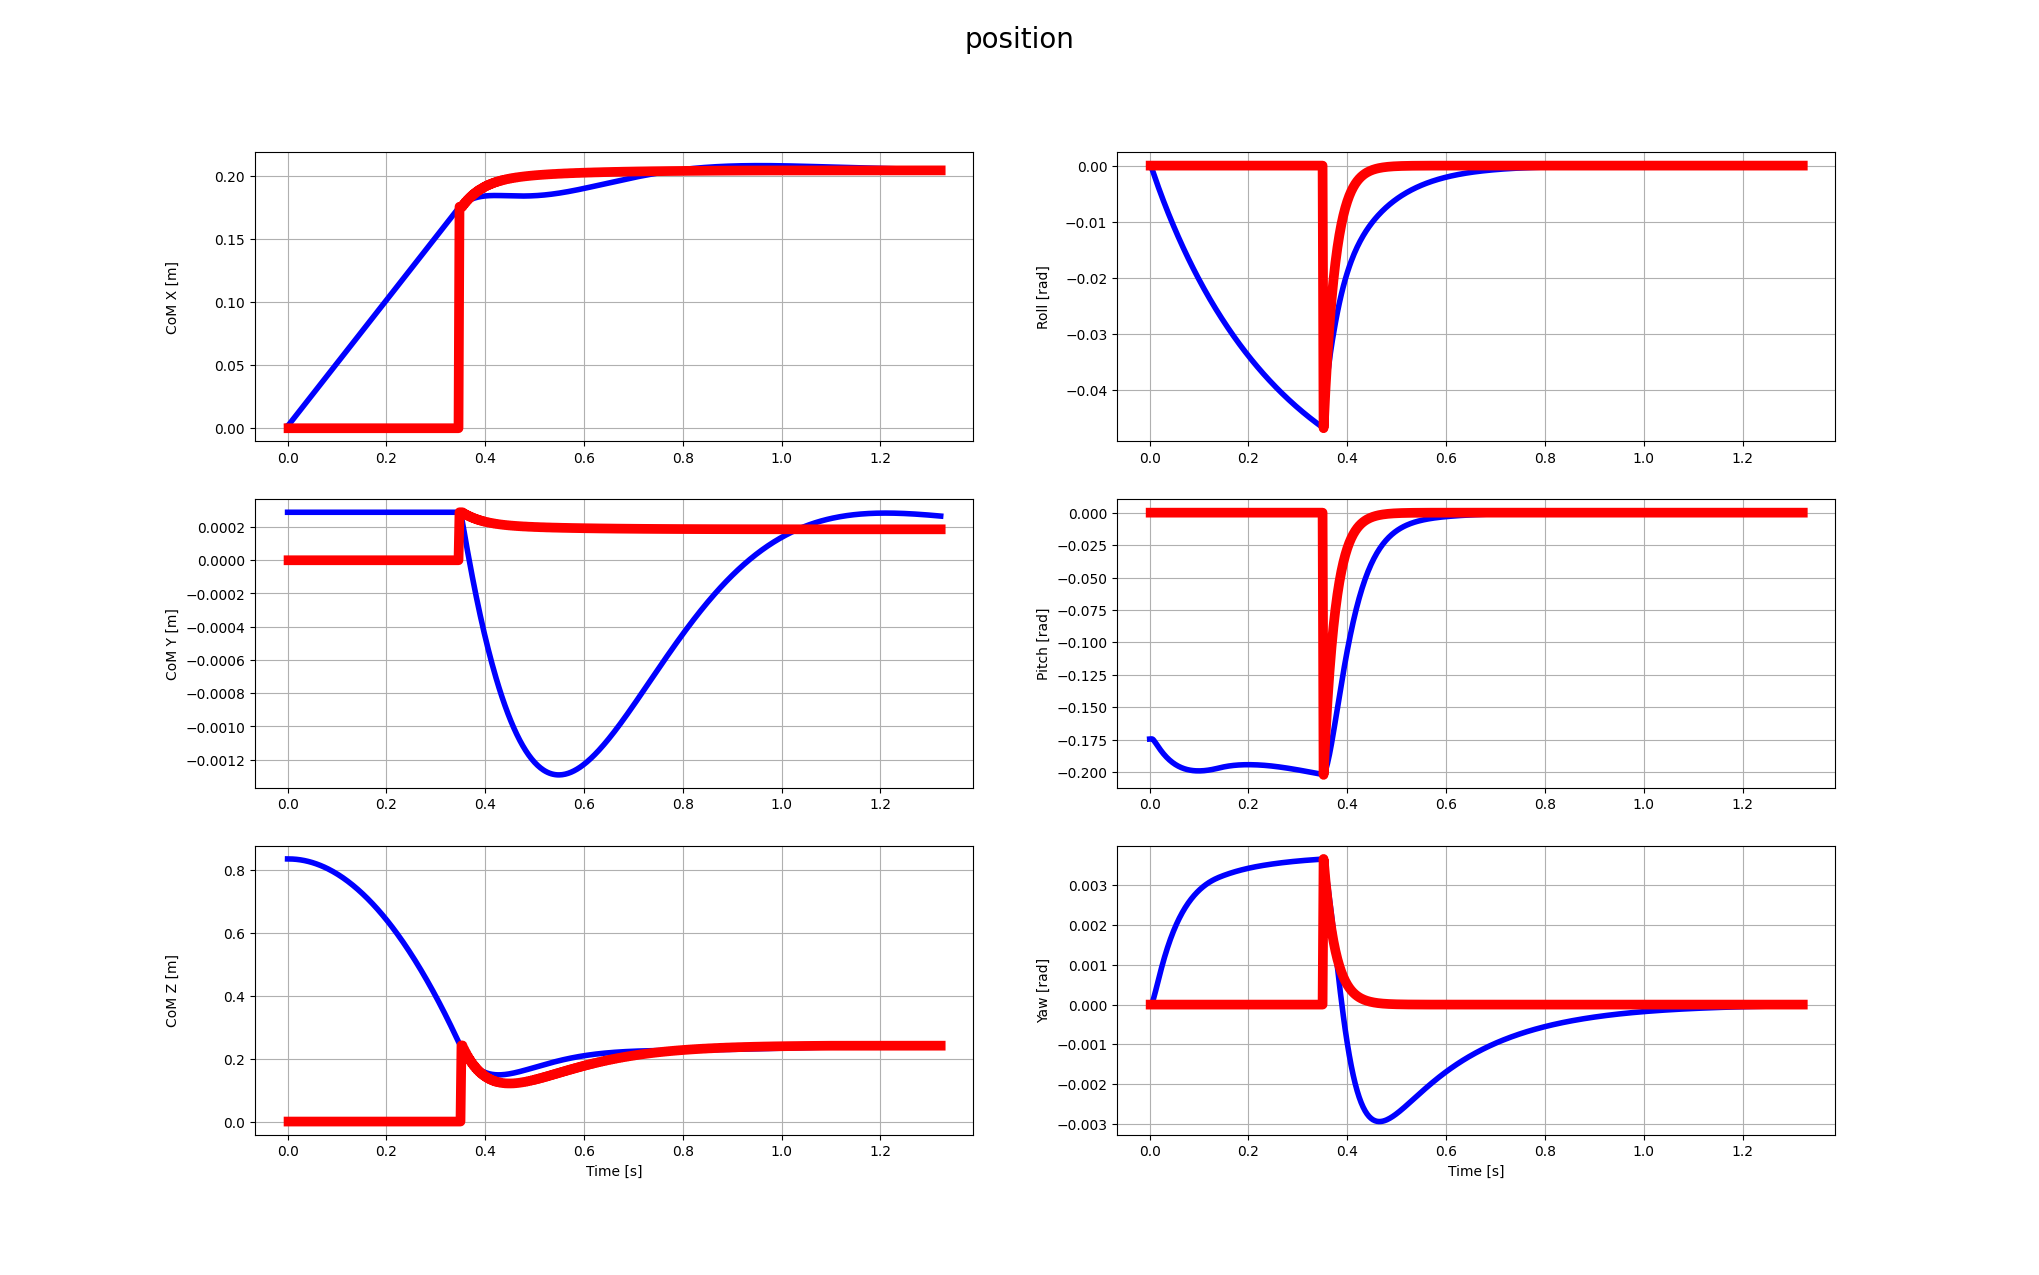 position
CoM X [m]
0.20
0.15
0.10
0.05
0.00
0.0 0.2 0.4 0.6 0.8 1.0 1.2
Roll [rad]
0.00
−0.01
−0.02
−0.03
−0.04
0.0 0.2 0.4 0.6 0.8 1.0 1.2
CoM Y [m]
0.0002
0.0000
−0.0002
−0.0004
−0.0006
−0.0008
−0.0010
−0.0012
0.0 0.2 0.4 0.6 0.8 1.0 1.2
Pitch [rad]
0.000
−0.025
−0.050
−0.075
−0.100
−0.125
−0.150
−0.175
−0.200
0.0 0.2 0.4 0.6 0.8 1.0 1.2
CoM Z [m]
0.8
0.6
0.4
0.2
0.0
0.0 0.2 0.4 0.6 0.8 1.0 1.2
Time [s]
Yaw [rad]
0.003
0.002
0.001
0.000
−0.001
−0.002
−0.003
0.0 0.2 0.4 0.6 0.8 1.0 1.2
Time [s]